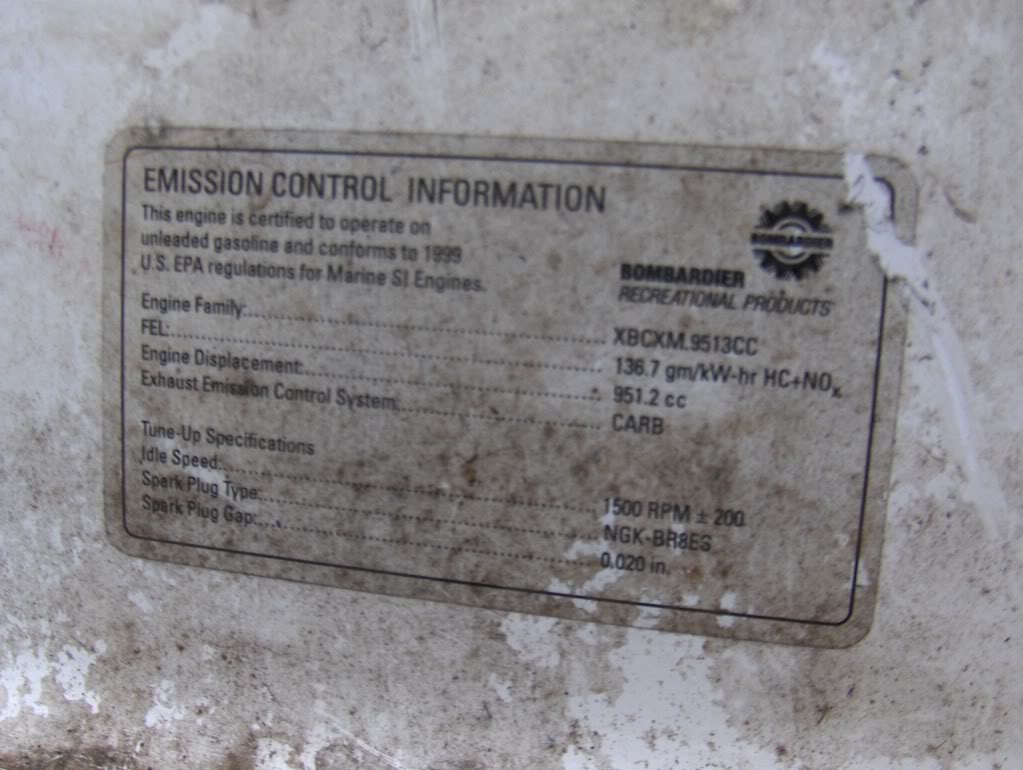 EMISSION CONTROL INFORMATION
This engine is certified to operate on
unleaded gasoline and conforms to 1999
U.S. EPA regulations for Marine SI Engines.
BOMBARDIER
BOMBARDIER
RECREATIONAL PRODUCTS
Engine Family:........................ XBCXM.9513CC
FEL:........................ 136.7 gm/kW-hr HC+NOx
Engine Displacement:........................ 951.2 cc
Exhaust Emission Control System:........................ CARB
Tune-Up Specifications
Idle Speed:........................ 1500 RPM ± 200
Spark Plug Type:........................ NGK-BR8ES
Spark Plug Gap:........................ 0.020 in.